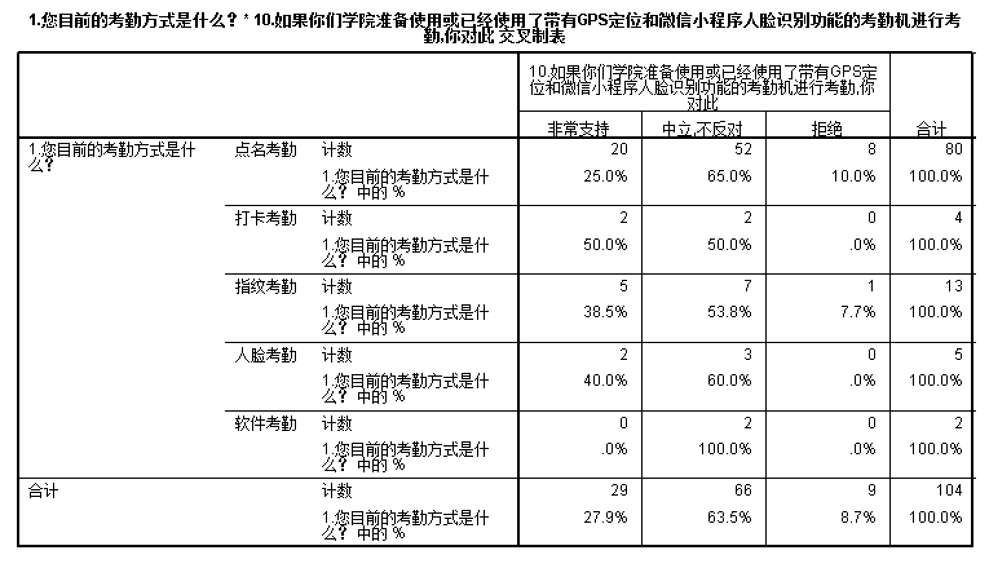 1.您目前的考勤方式是什么？* 10.如果你们学院准备使用或已经使用了带有GPS定位和微信小程序人脸识别功能的考勤机进行考
勤,你对此 交叉制表
10.如果你们学院准备使用或已经使用了带有GPS定
位和微信小程序人脸识别功能的考勤机进行考勤,你
对此
非常支持 中立,不反对 拒绝 合计
1.您目前的考勤方式是什 点名考勤 计数 20 52 8 80
么？
1.您目前的考勤方式是什 25.0% 65.0% 10.0% 100.0%
么？ 中的 %
打卡考勤 计数 2 2 0 4
1.您目前的考勤方式是什 50.0% 50.0% .0% 100.0%
么？ 中的 %
指纹考勤 计数 5 7 1 13
1.您目前的考勤方式是什 38.5% 53.8% 7.7% 100.0%
么？ 中的 %
人脸考勤 计数 2 3 0 5
1.您目前的考勤方式是什 40.0% 60.0% .0% 100.0%
么？ 中的 %
软件考勤 计数 0 2 0 2
1.您目前的考勤方式是什 .0% 100.0% .0% 100.0%
么？ 中的 %
合计 计数 29 66 9 104
1.您目前的考勤方式是什 27.9% 63.5% 8.7% 100.0%
么？ 中的 %